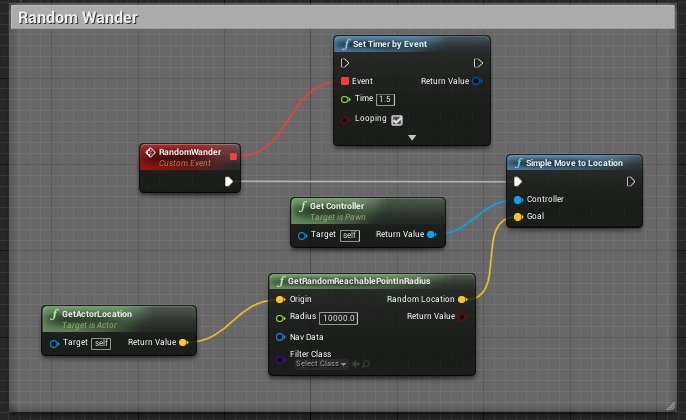 Random Wander
Set Timer by Event
Event
Return Value
Time 1.5
Looping
RandomWander
Custom Event
Simple Move to Location
Controller
Goal
Get Controller
Target is Pawn
Target self
Return Value
GetRandomReachablePointInRadius
Origin
Random Location
Radius 10000.0
Return Value
Nav Data
Filter Class
Select Class
GetActorLocation
Target is Actor
Target self
Return Value